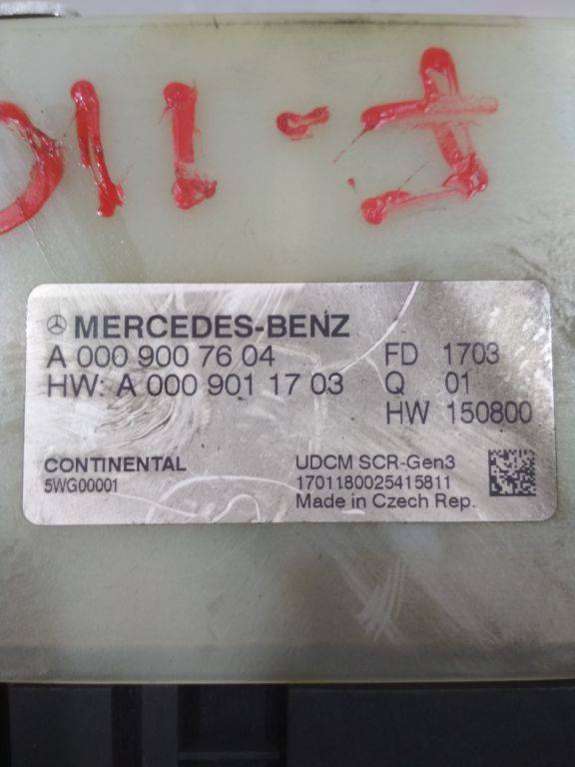 MERCEDES-BENZ
A 000 900 76 04
HW: A 000 901 17 03
FD 1703
Q 01
HW 150800
CONTINENTAL
5WG00001
UDCM SCR-Gen3
1701180025415811
Made in Czech Rep.